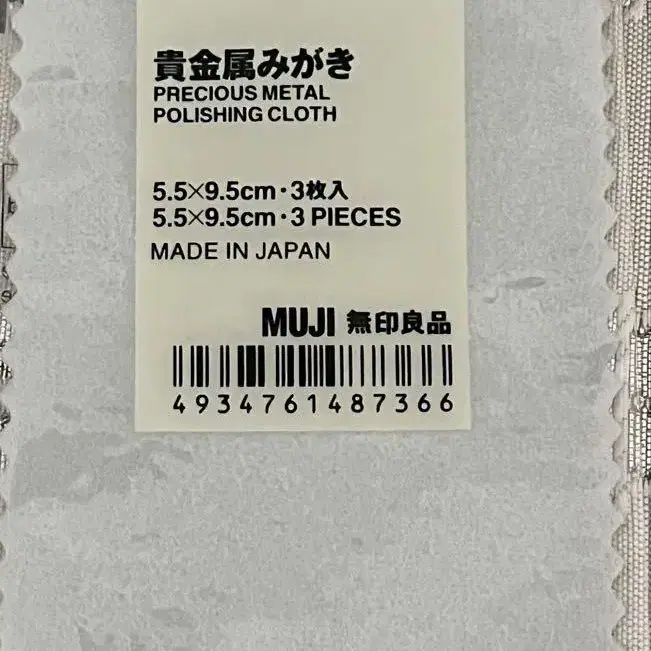 貴金属みがき
PRECIOUS METAL
POLISHING CLOTH
5.5×9.5cm・3枚入
5.5×9.5cm・3 PIECES
MADE IN JAPAN
MUJI 無印良品
4934761487366